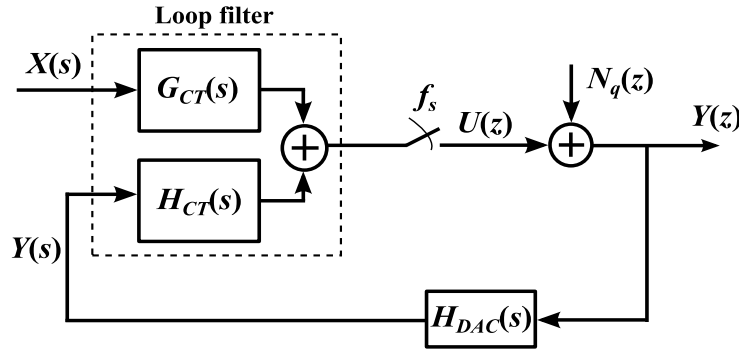 Loop filter
X(s)
G_CT(s)
f_s
N_q(z)
U(z)
Y(z)
+
+
H_CT(s)
Y(s)
H_DAC(s)